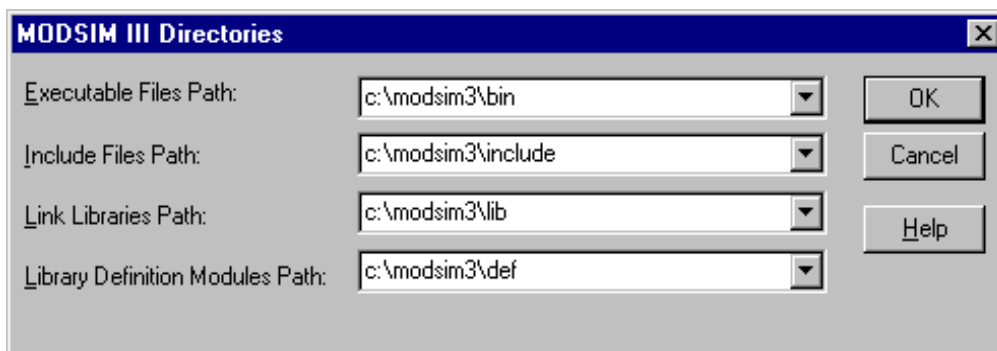 MODSIM III Directories
Executable Files Path: c:\modsim3\bin OK
Include Files Path: c:\modsim3\include Cancel
Link Libraries Path: c:\modsim3\lib Help
Library Definition Modules Path: c:\modsim3\def